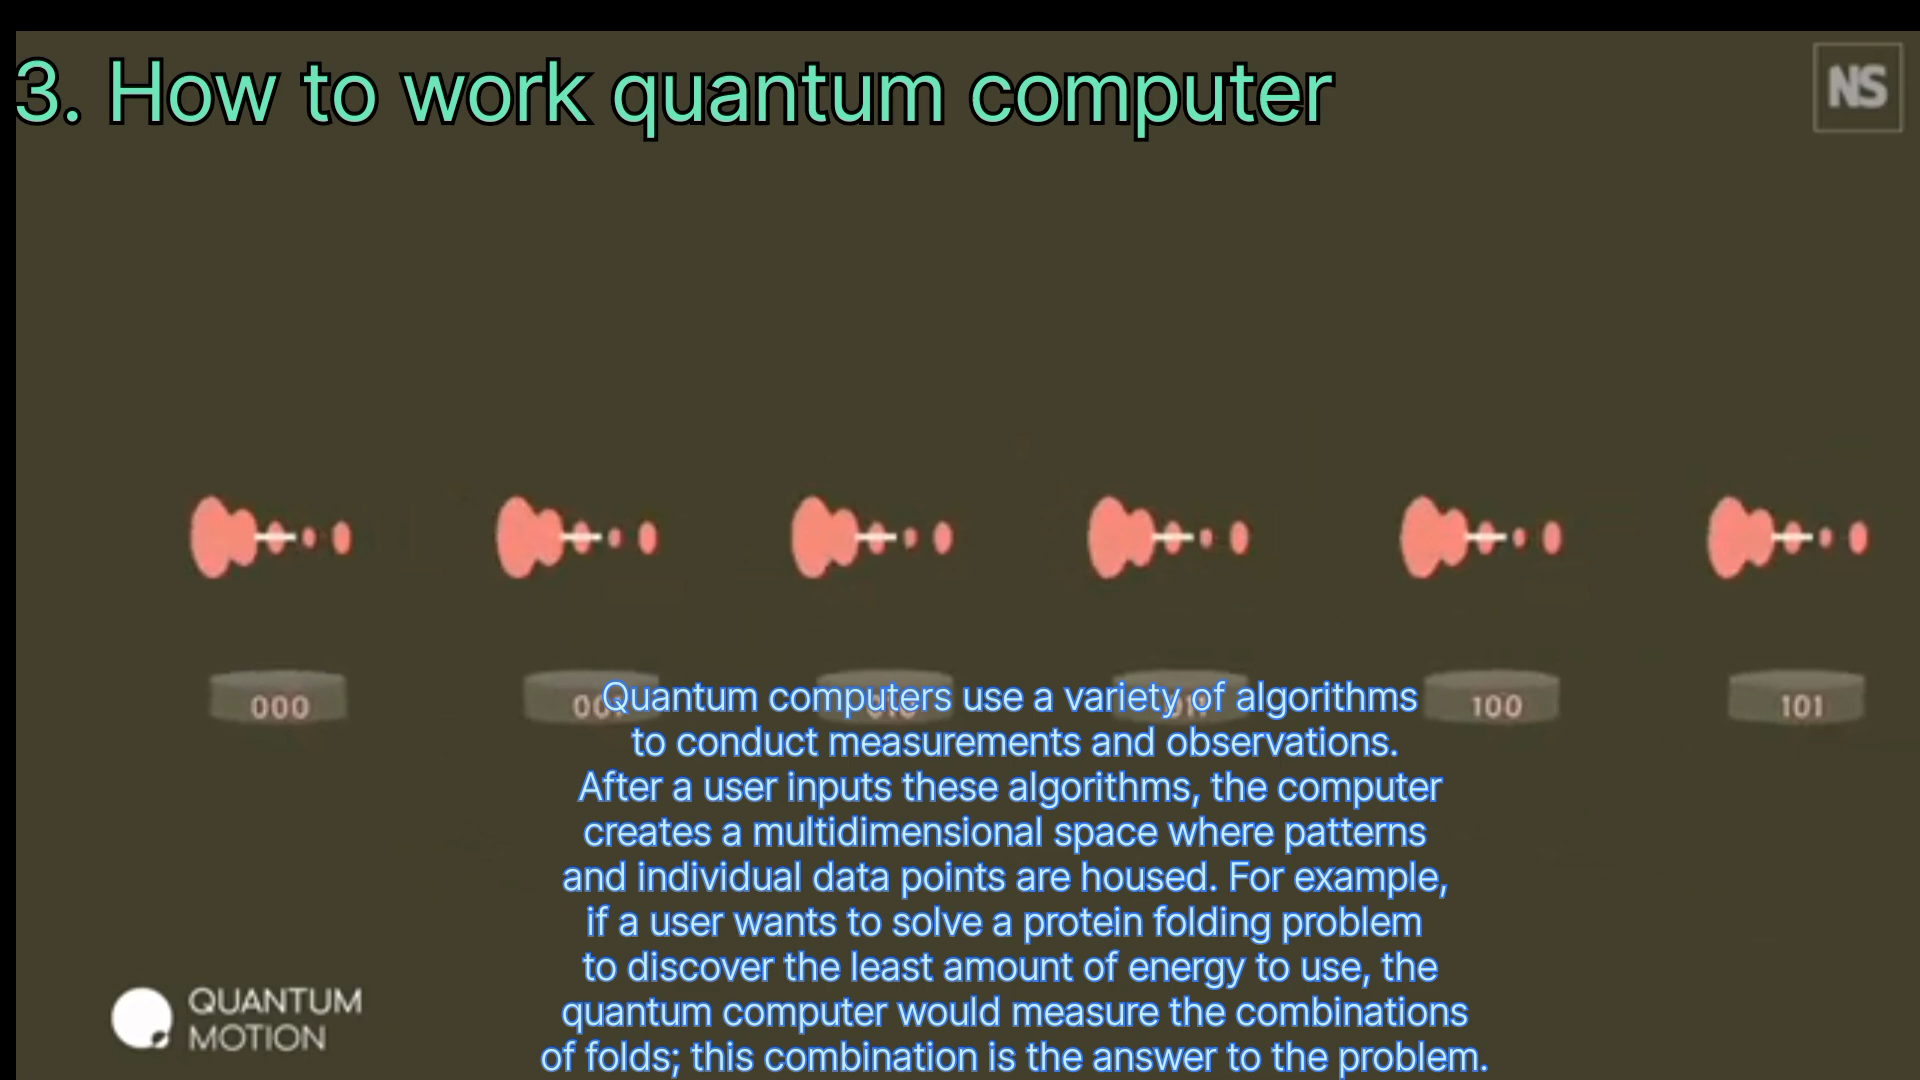 3. How to work quantum computer
NS
000
100
101
Quantum computers use a variety of algorithms
to conduct measurements and observations.
After a user inputs these algorithms, the computer
creates a multidimensional space where patterns
and individual data points are housed. For example,
if a user wants to solve a protein folding problem
to discover the least amount of energy to use, the
quantum computer would measure the combinations
of folds; this combination is the answer to the problem.
QUANTUM
MOTION